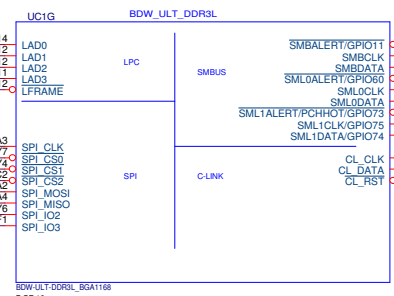 UC1G
BDW_ULT_DDR3L
LAD0
LAD1
LAD2
LAD3
LFRAME
LPC
SMBUS
SMBALERT/GPIO11
SMBCLK
SMBDATA
SML0ALERT/GPIO60
SML0CLK
SML0DATA
SML1ALERT/PCHHOT/GPIO73
SML1CLK/GPIO75
SML1DATA/GPIO74
SPI_CLK
SPI_CS0
SPI_CS1
SPI_CS2
SPI_MOSI
SPI_MISO
SPI_IO2
SPI_IO3
SPI
C-LINK
CL_CLK
CL_DATA
CL_RST
BDW-ULT-DDR3L_BGA1168